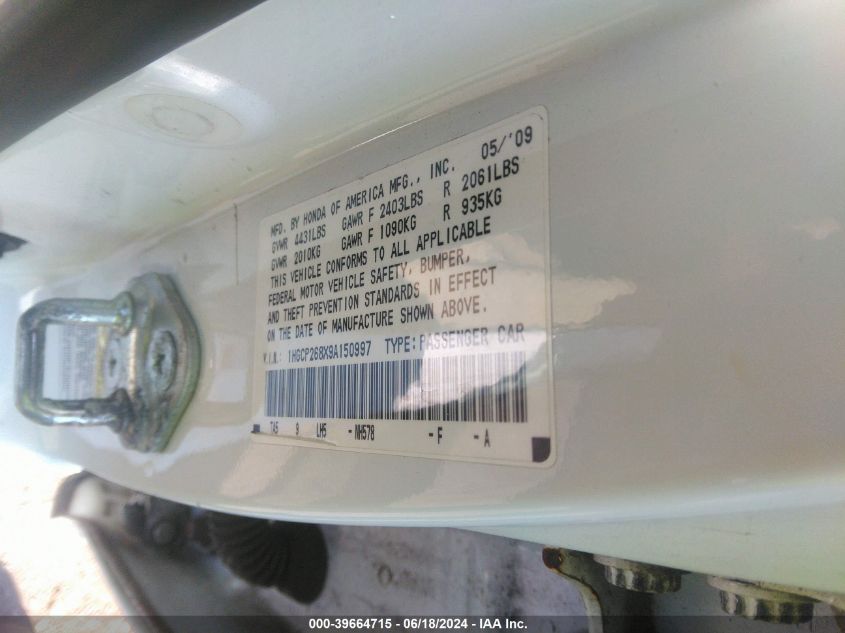 MFD. BY HONDA OF AMERICA MFG., INC. 05/'09
GVWR 4431LBS GAWR F 2403LBS R 2061LBS
GVWR 2010KG GAWR F 1090KG R 935KG
THIS VEHICLE CONFORMS TO ALL APPLICABLE
FEDERAL MOTOR VEHICLE SAFETY, BUMPER,
AND THEFT PREVENTION STANDARDS IN EFFECT
ON THE DATE OF MANUFACTURE SHOWN ABOVE.
V.I.N.: 1HGCP268X9A150997 TYPE:PASSENGER CAR
TA5 9 LH5 -NH578 -F -A
000-39664715 - 06/18/2024 - IAA Inc.